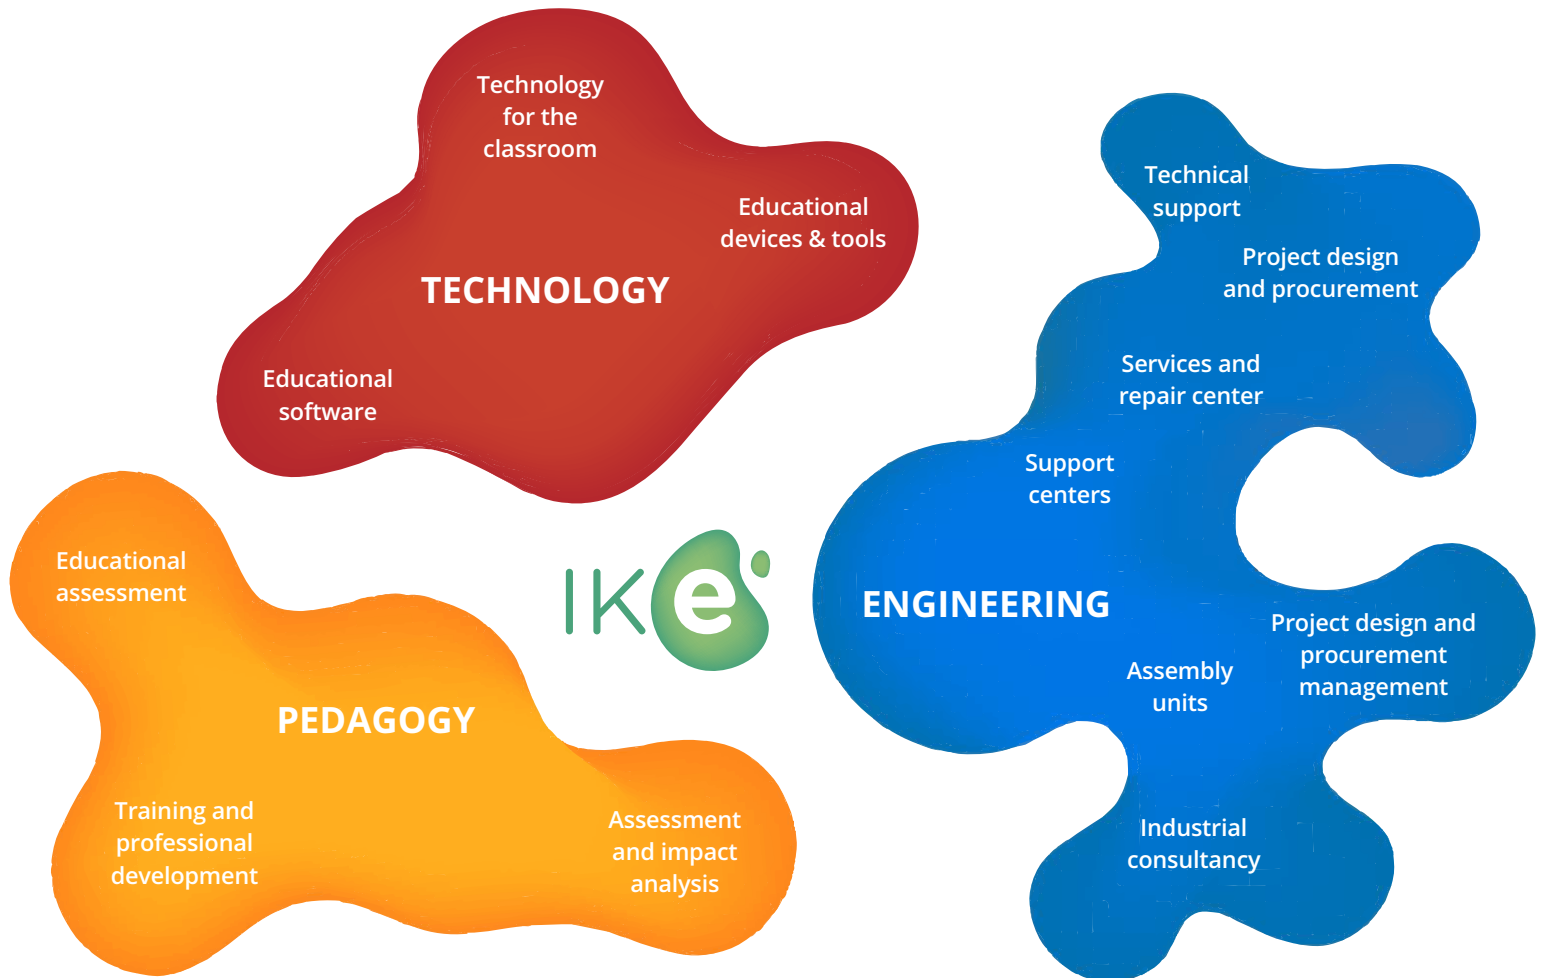 Technology
for the
classroom
Educational
devices & tools
TECHNOLOGY
Educational
software
Technical
support
Project design
and procurement
Services and
repair center
Support
centers
ENGINEERING
Project design and
procurement
management
Assembly
units
Industrial
consultancy
IKe
Educational
assessment
PEDAGOGY
Training and
professional
development
Assessment
and impact
analysis